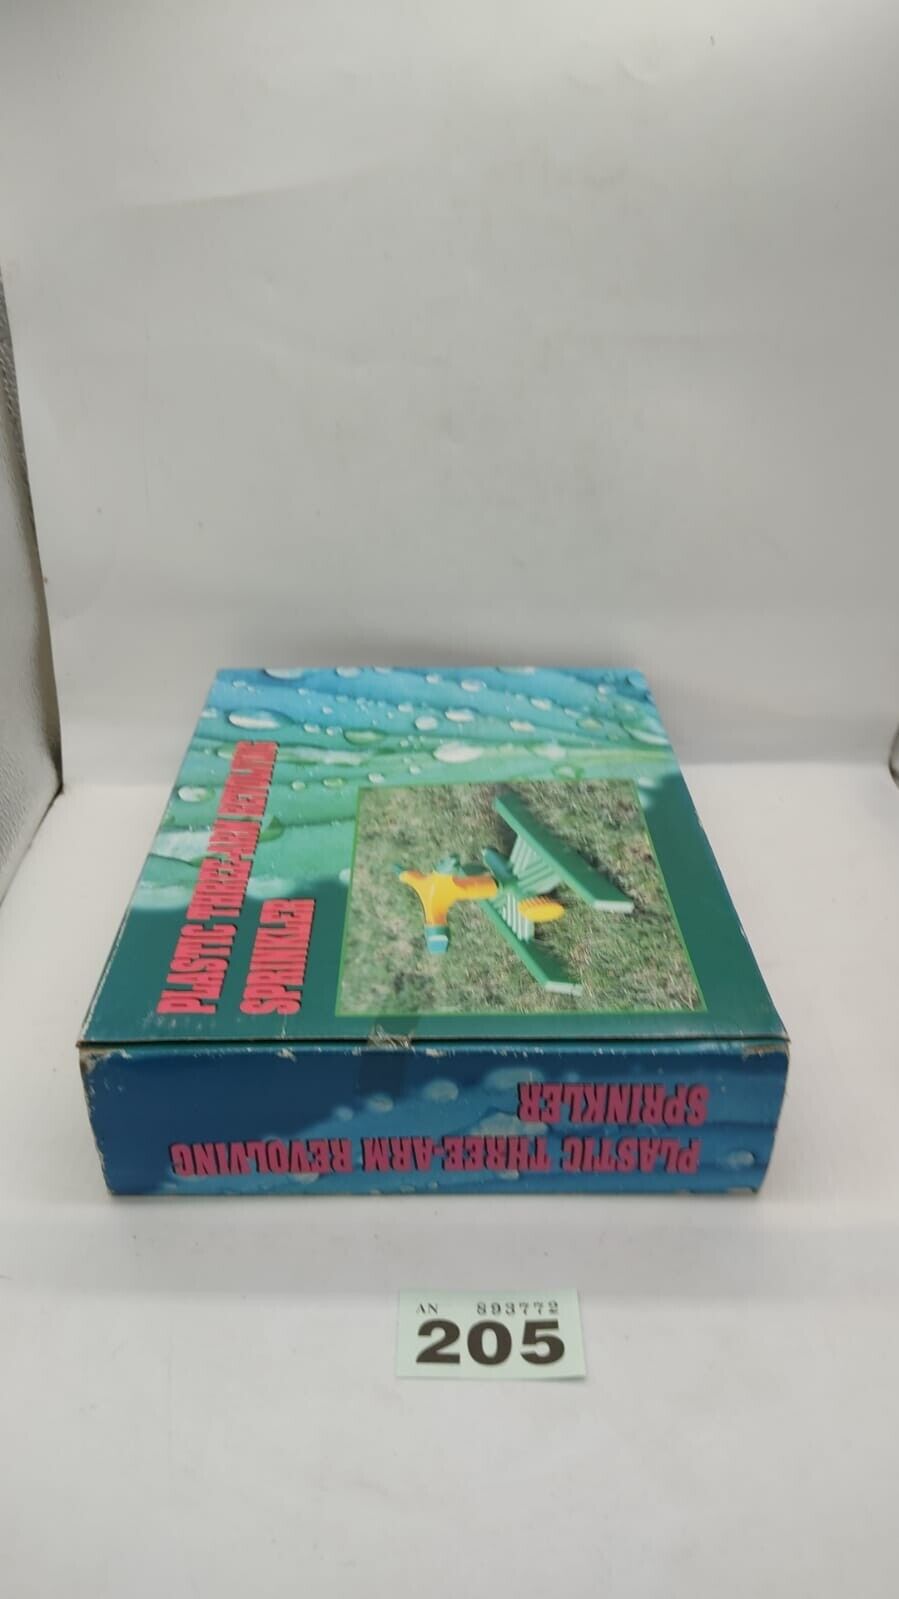 PLASTIC THREE-ARM REVOLVING
SPRINKLER
PLASTIC THREE-ARM REVOLVING
SPRINKLER
AN 893772
205